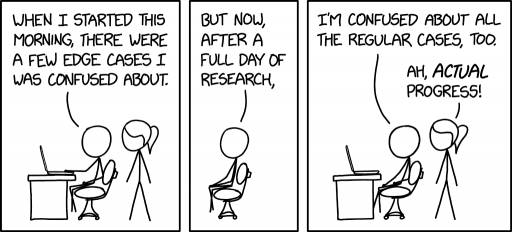 WHEN I STARTED THIS
MORNING, THERE WERE
A FEW EDGE CASES I
WAS CONFUSED ABOUT.
BUT NOW,
AFTER A
FULL DAY OF
RESEARCH,
I'M CONFUSED ABOUT ALL
THE REGULAR CASES, TOO.
AH, ACTUAL
PROGRESS!